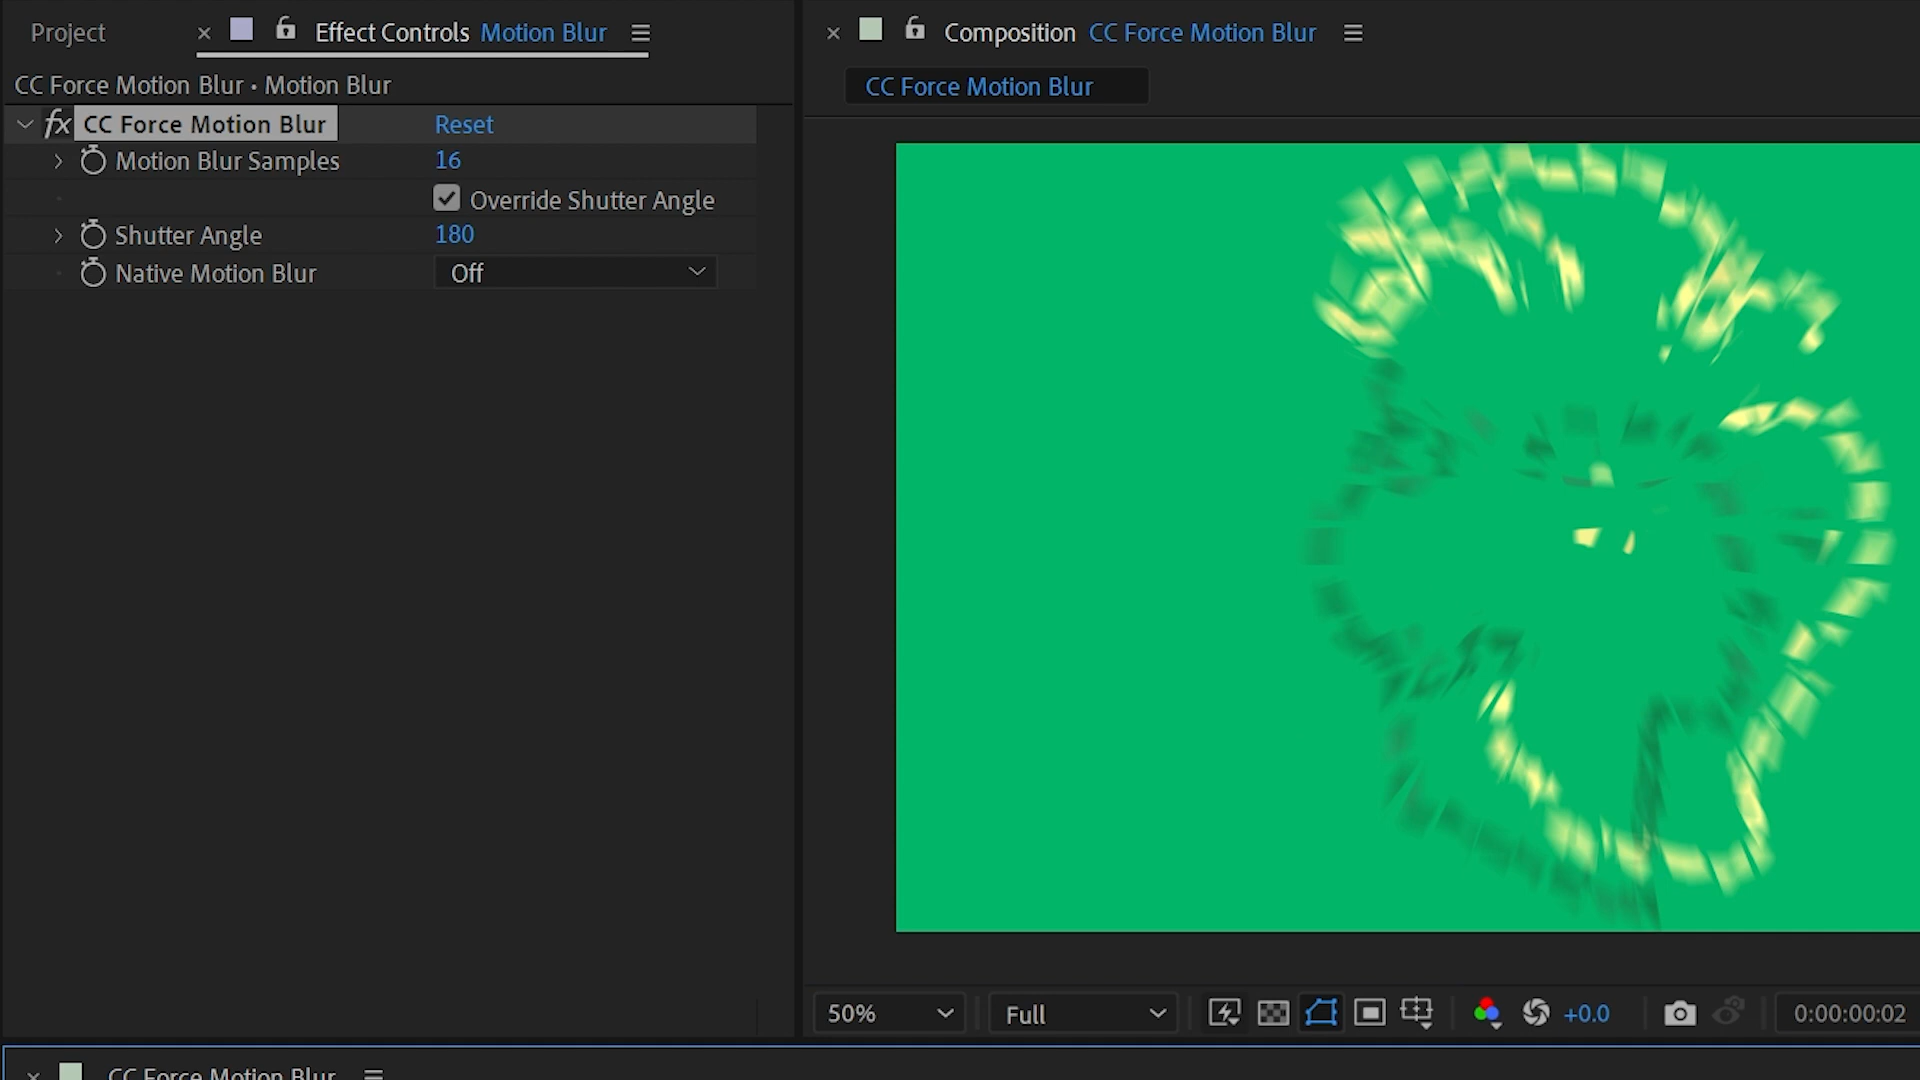 Project
Effect Controls Motion Blur
Composition CC Force Motion Blur
CC Force Motion Blur • Motion Blur
CC Force Motion Blur
fx CC Force Motion Blur Reset
Motion Blur Samples 16
Override Shutter Angle
Shutter Angle 180
Native Motion Blur Off
50% Full +0.0 0:00:00:02
CC Force Motion Blur